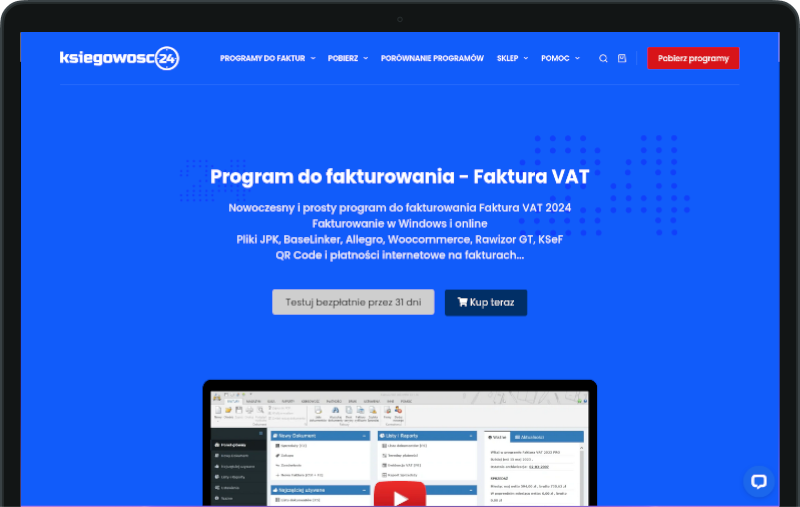 ksiegowosc24
PROGRAMY DO FAKTUR POBIERZ PORÓWNANIE PROGRAMÓW SKLEP POMOC
Pobierz programy
Program do fakturowania - Faktura VAT
Nowoczesny i prosty program do fakturowania Faktura VAT 2024
Fakturowanie w Windows i online
Pliki JPK, BaseLinker, Allegro, Woocommerce, Rawizor GT, KSeF
QR Code i płatności internetowe na fakturach...
Testuj bezpłatnie przez 31 dni
Kup teraz
Nowy Dokument
Listy i Raporty
Ważne
Aktualności
Najczęściej używane